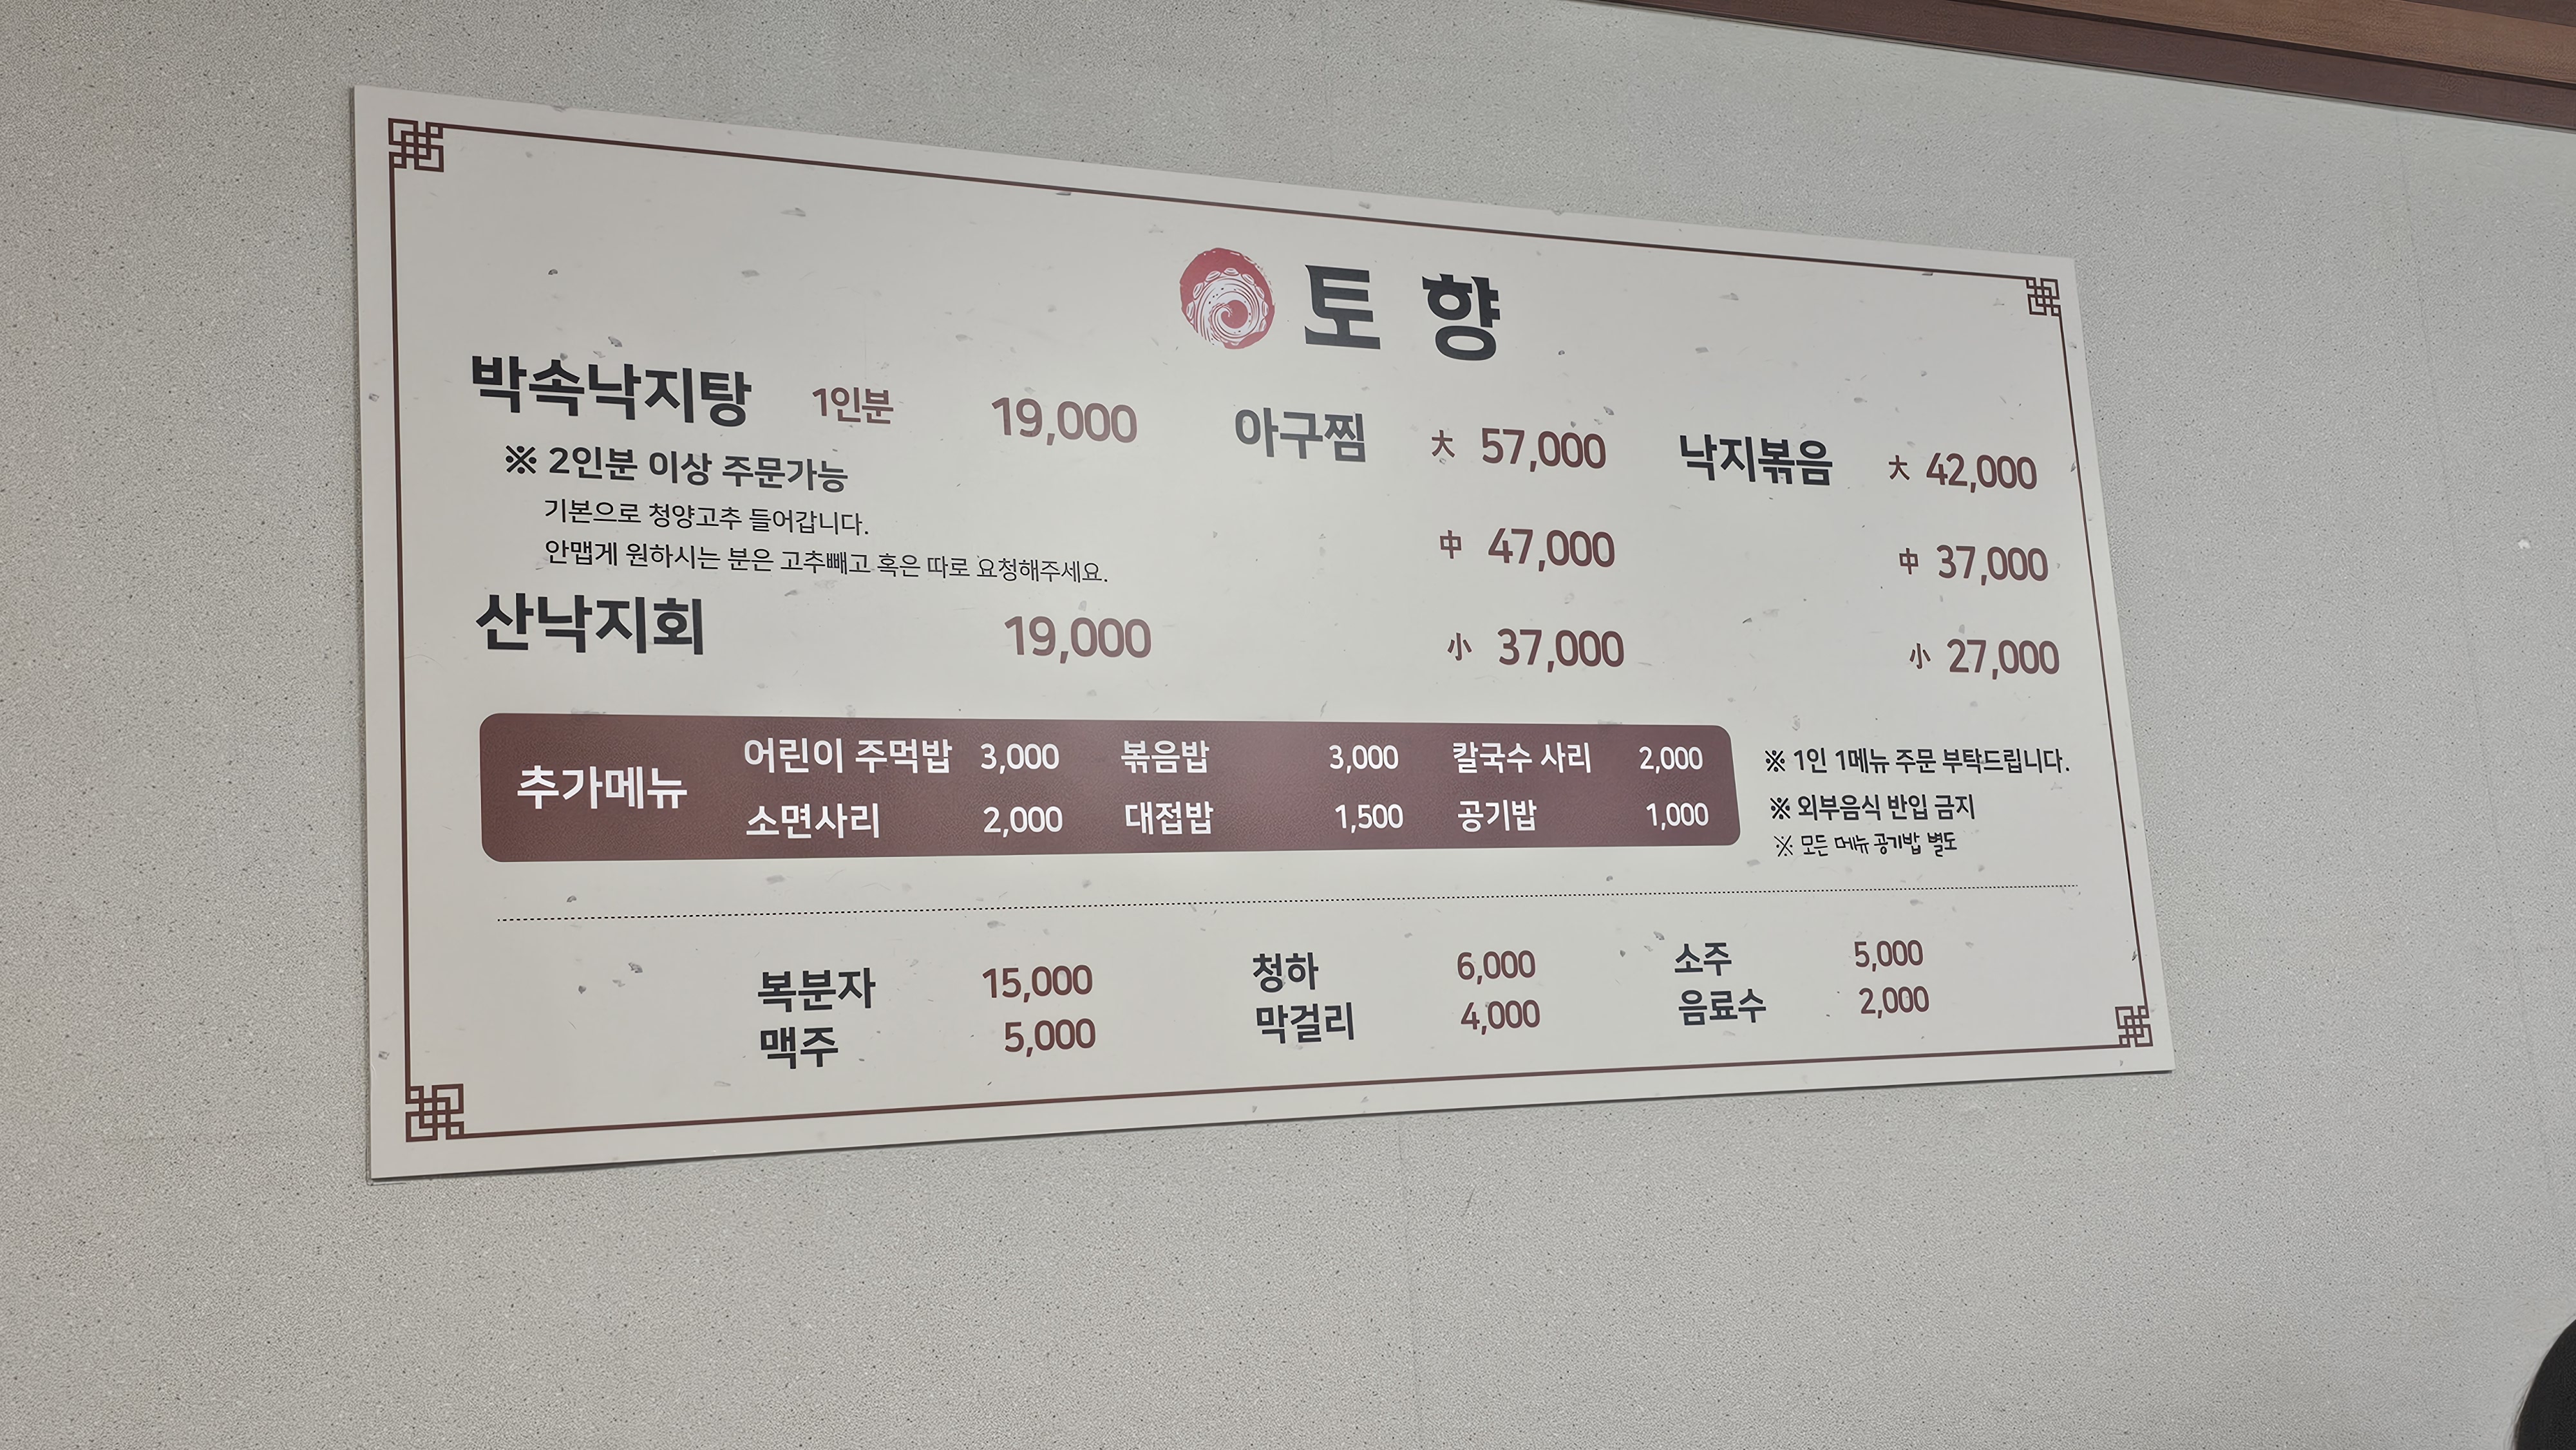 토향
박속낙지탕 1인분 19,000
※ 2인분 이상 주문가능
기본으로 청양고추 들어갑니다.
안맵게 원하시는 분은 고추빼고 혹은 따로 요청해주세요.
산낙지회 19,000
아구찜 大 57,000
中 47,000
小 37,000
낙지볶음 大 42,000
中 37,000
小 27,000
추가메뉴
어린이 주먹밥 3,000 볶음밥 3,000 칼국수 사리 2,000
소면사리 2,000 대접밥 1,500 공기밥 1,000
※ 1인 1메뉴 주문 부탁드립니다.
※ 외부음식 반입 금지
※ 모든 메뉴 공기밥 별도
복분자 15,000 청하 6,000 소주 5,000
맥주 5,000 막걸리 4,000 음료수 2,000